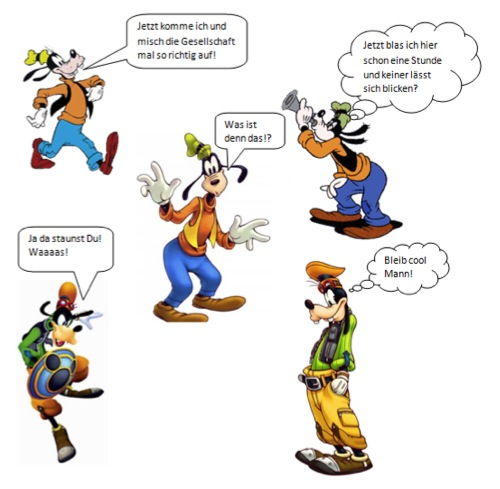 Jetzt komme ich und
misch die Gesellschaft
mal so richtig auf!
Jetzt blas ich hier
schon eine Stunde
und keiner lässt
sich blicken?
Was ist
denn das!?
Ja da staunst Du!
Waaaas!
Bleib cool
Mann!